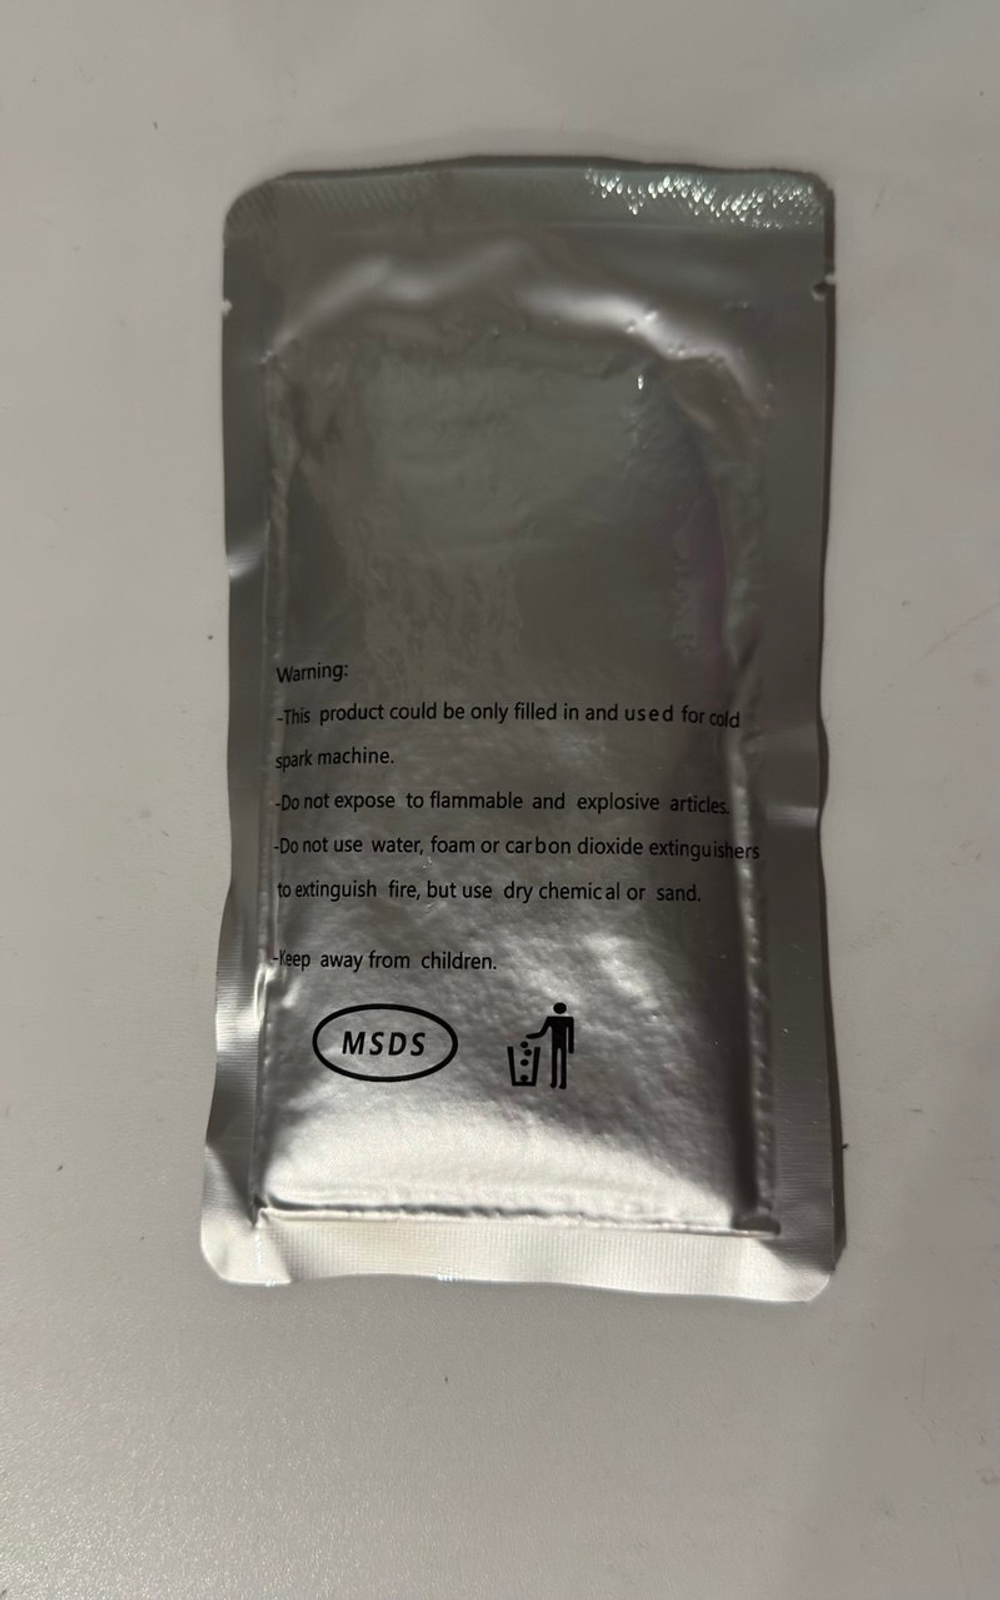 Warning:
-This product could be only filled in and used for cold
spark machine.
-Do not expose to flammable and explosive articles.
-Do not use water, foam or carbon dioxide extinguishers
to extinguish fire, but use dry chemical or sand.
-Keep away from children.
MSDS